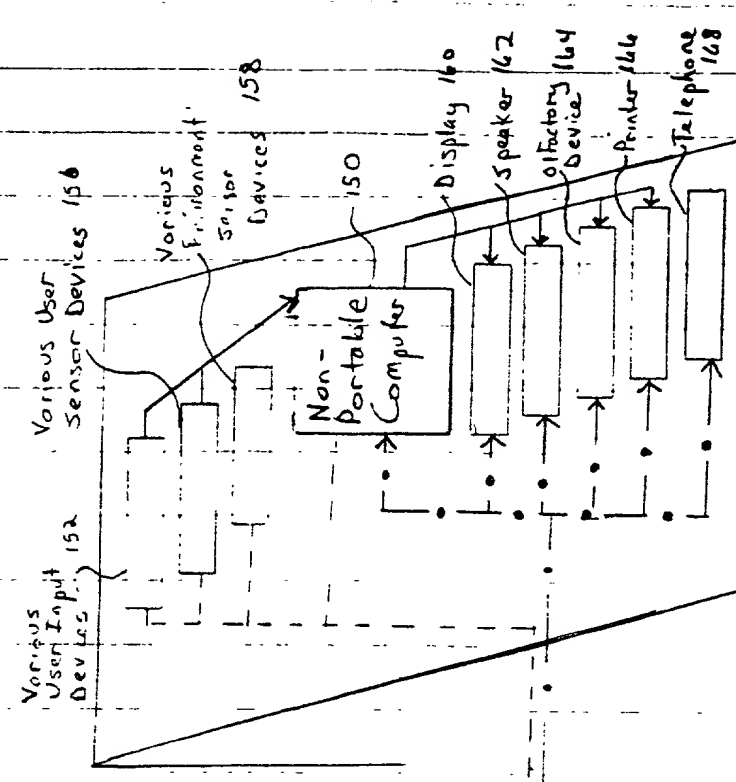 Various
User Input 152
Devices
Various User
Sensor Devices 156
Various
Environment
Sensor
Devices 158
Non-
Portable
Computer
150
Display 160
Speaker 162
Olfactory 164
Device
Printer 166
Telephone
168